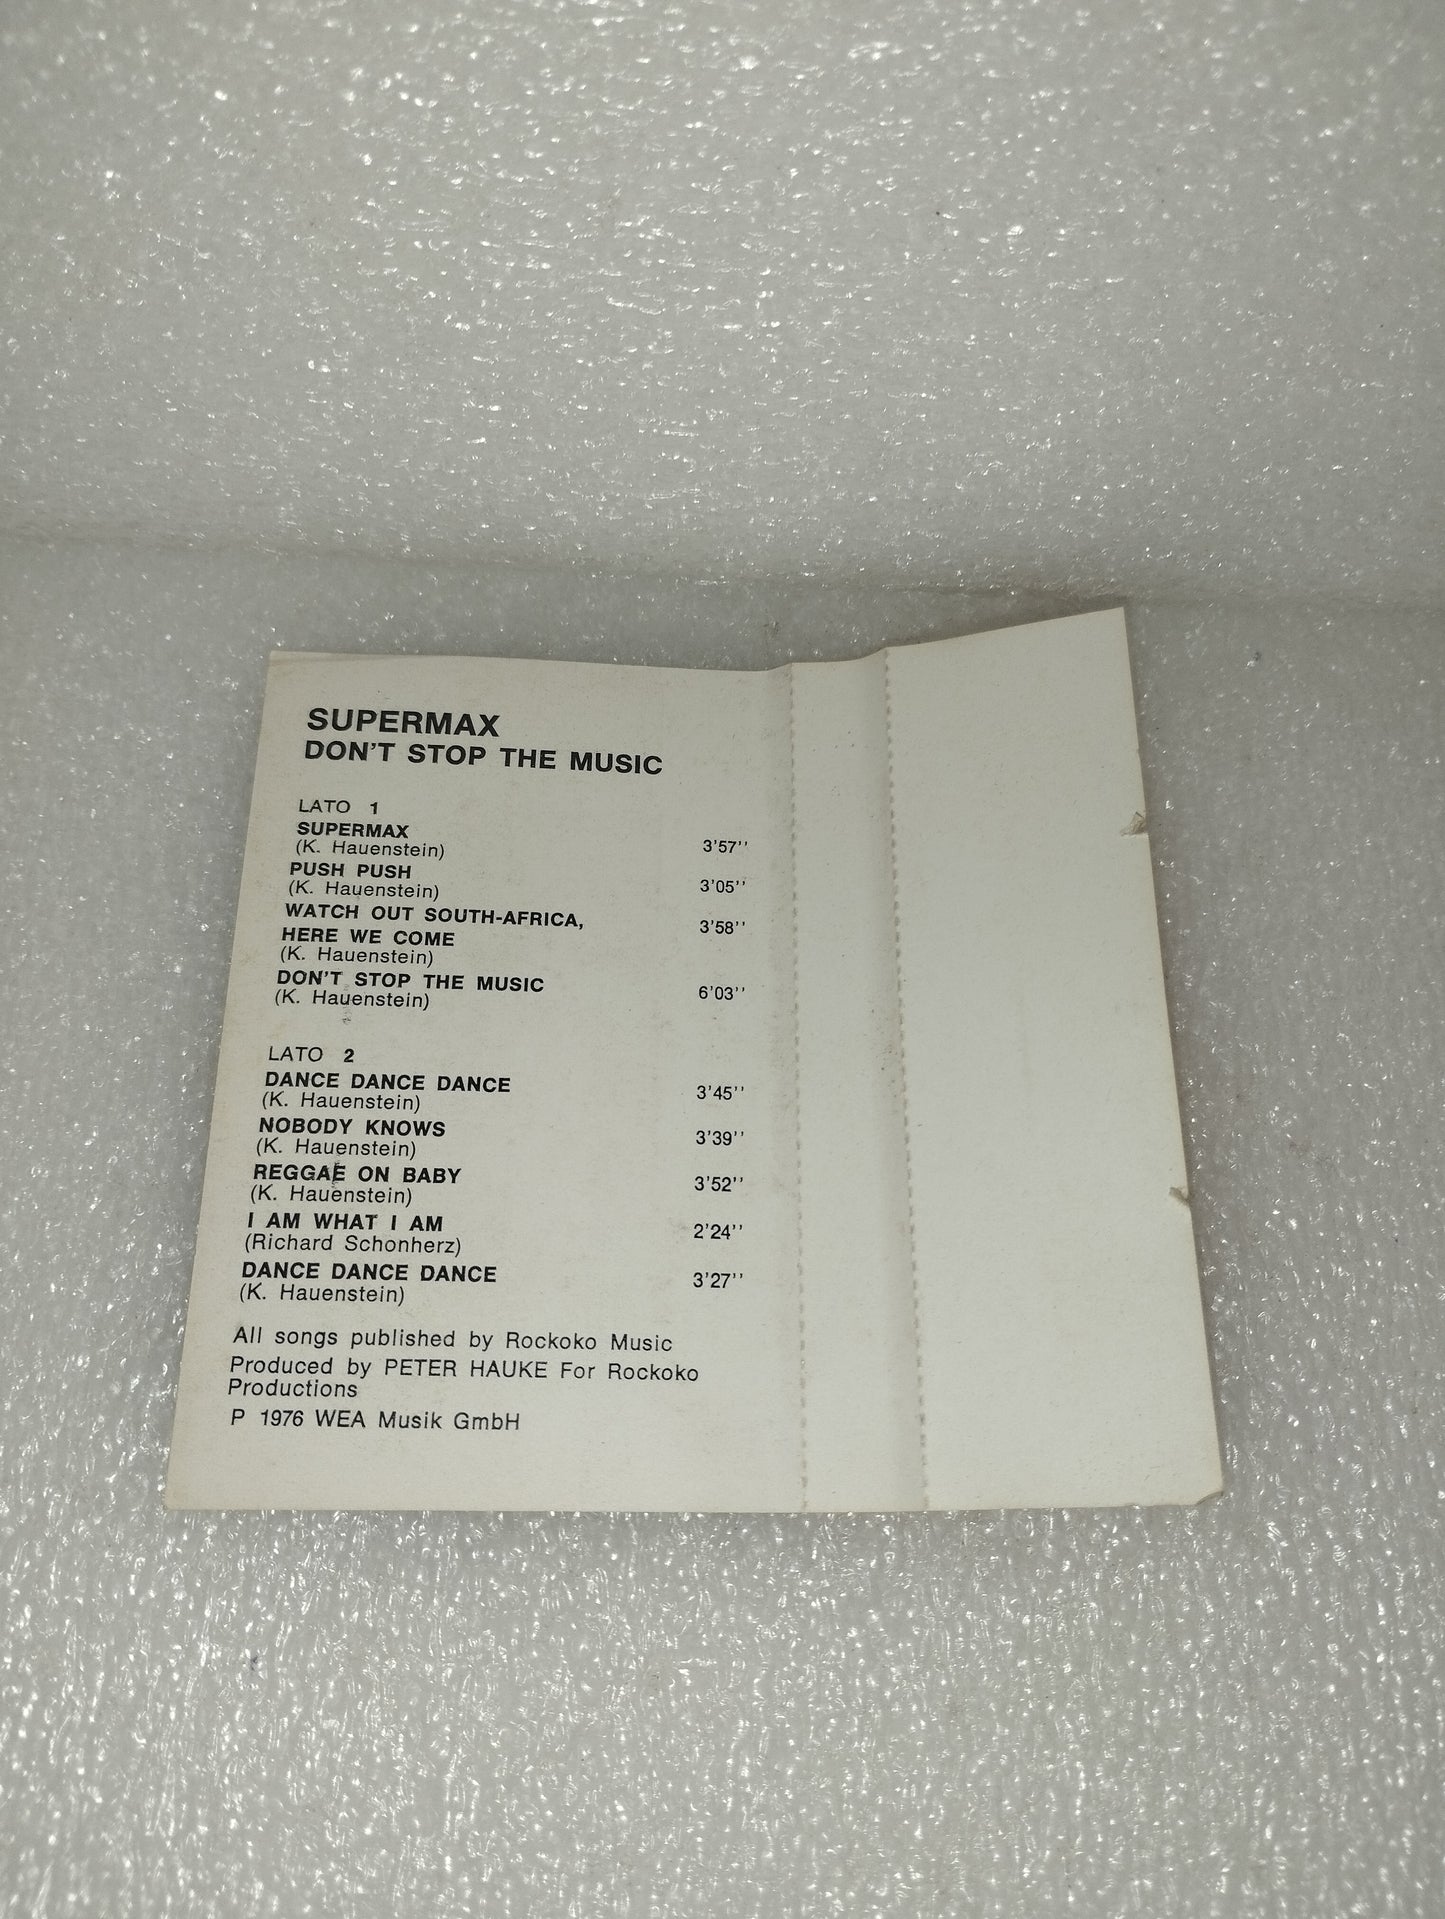 SUPERMAX
DON'T STOP THE MUSIC
LATO 1
SUPERMAX
(K. Hauenstein) 3'57''
PUSH PUSH
(K. Hauenstein) 3'05''
WATCH OUT SOUTH-AFRICA, 3'58''
HERE WE COME
(K. Hauenstein)
DON'T STOP THE MUSIC
(K. Hauenstein) 6'03''
LATO 2
DANCE DANCE DANCE 3'45''
(K. Hauenstein)
NOBODY KNOWS 3'39''
(K. Hauenstein)
REGGAE ON BABY 3'52''
(K. Hauenstein)
I AM WHAT I AM 2'24''
(Richard Schonherz)
DANCE DANCE DANCE 3'27''
(K. Hauenstein)
All songs published by Rockoko Music
Produced by PETER HAUKE For Rockoko
Productions
P 1976 WEA Musik GmbH